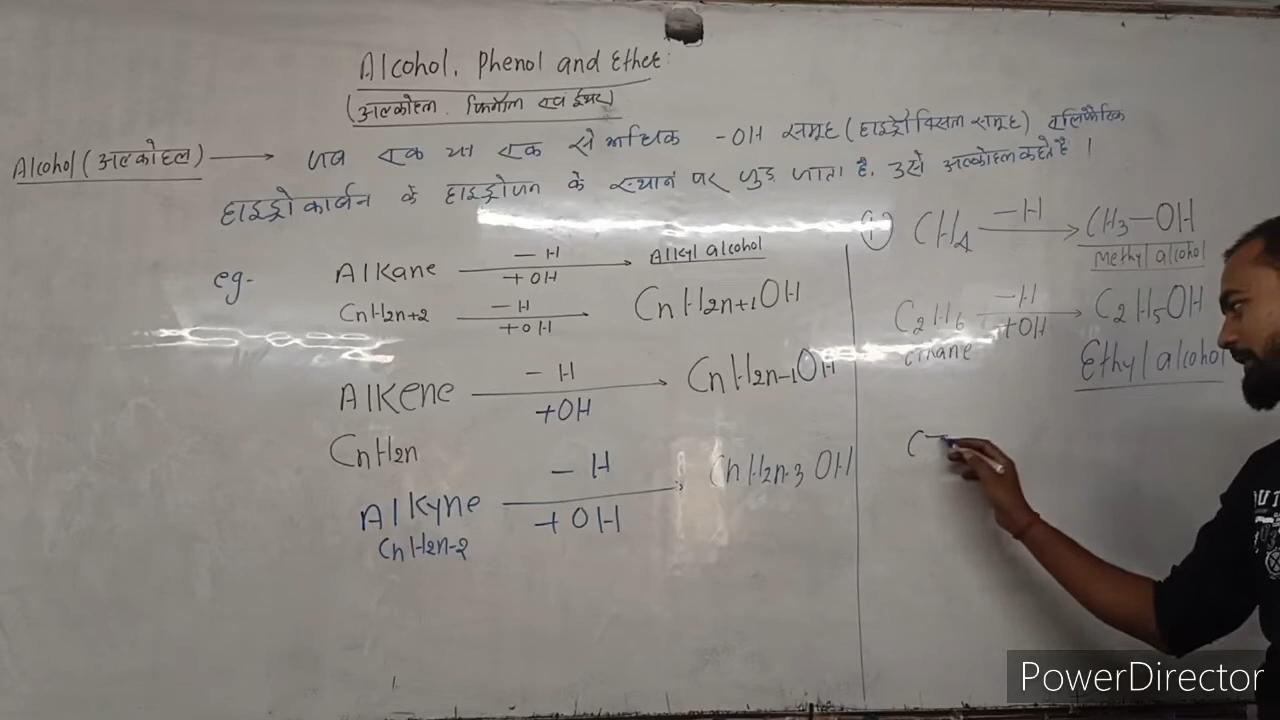 Alcohol, Phenol and Ether:
(अल्कोहल, फिनॉल एवं ईथर)
Alcohol (अल्कोहल) → जब एक या एक से अधिक -OH समूह (हाइड्रोक्सिल समूह) एलिफैटिक
हाइड्रोकार्बन के हाइड्रोजन के स्थान पर जुड़ जाता है, उसे अल्कोहल कहते है।
eg-
Alkane -H +OH → Alkyl alcohol
CnH2n+2 -H +OH → CnH2n+1OH
Alkene -H +OH → CnH2n-1OH
CnH2n
Alkyne -H +OH → CnH2n-3OH
CnH2n-2
① CH4 -H → CH3-OH
Methyl alcohol
C2H6 -H +OH → C2H5OH
Ethane
Ethyl alcohol
C
PowerDirector